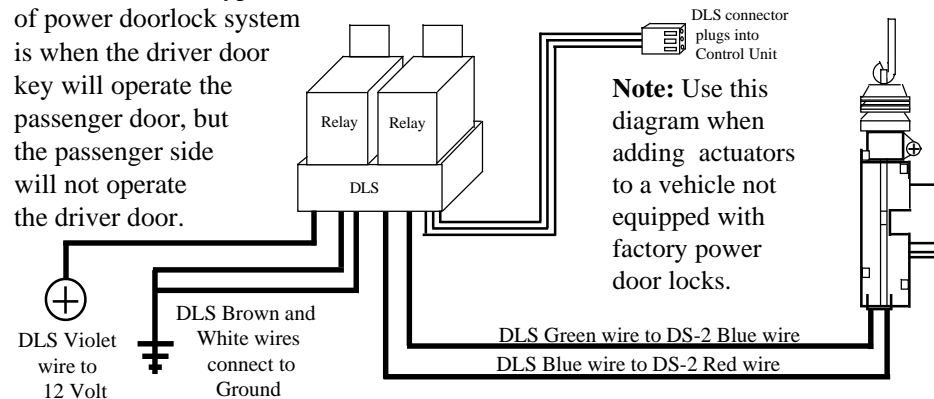 of power doorlock system
is when the driver door
key will operate the
passenger door, but
the passenger side
will not operate
the driver door.
Relay
Relay
DLS
DLS connector
plugs into
Control Unit
Note: Use this
diagram when
adding actuators
to a vehicle not
equipped with
factory power
door locks.
DLS Violet
wire to
12 Volt
DLS Brown and
White wires
connect to
Ground
DLS Green wire to DS-2 Blue wire
DLS Blue wire to DS-2 Red wire